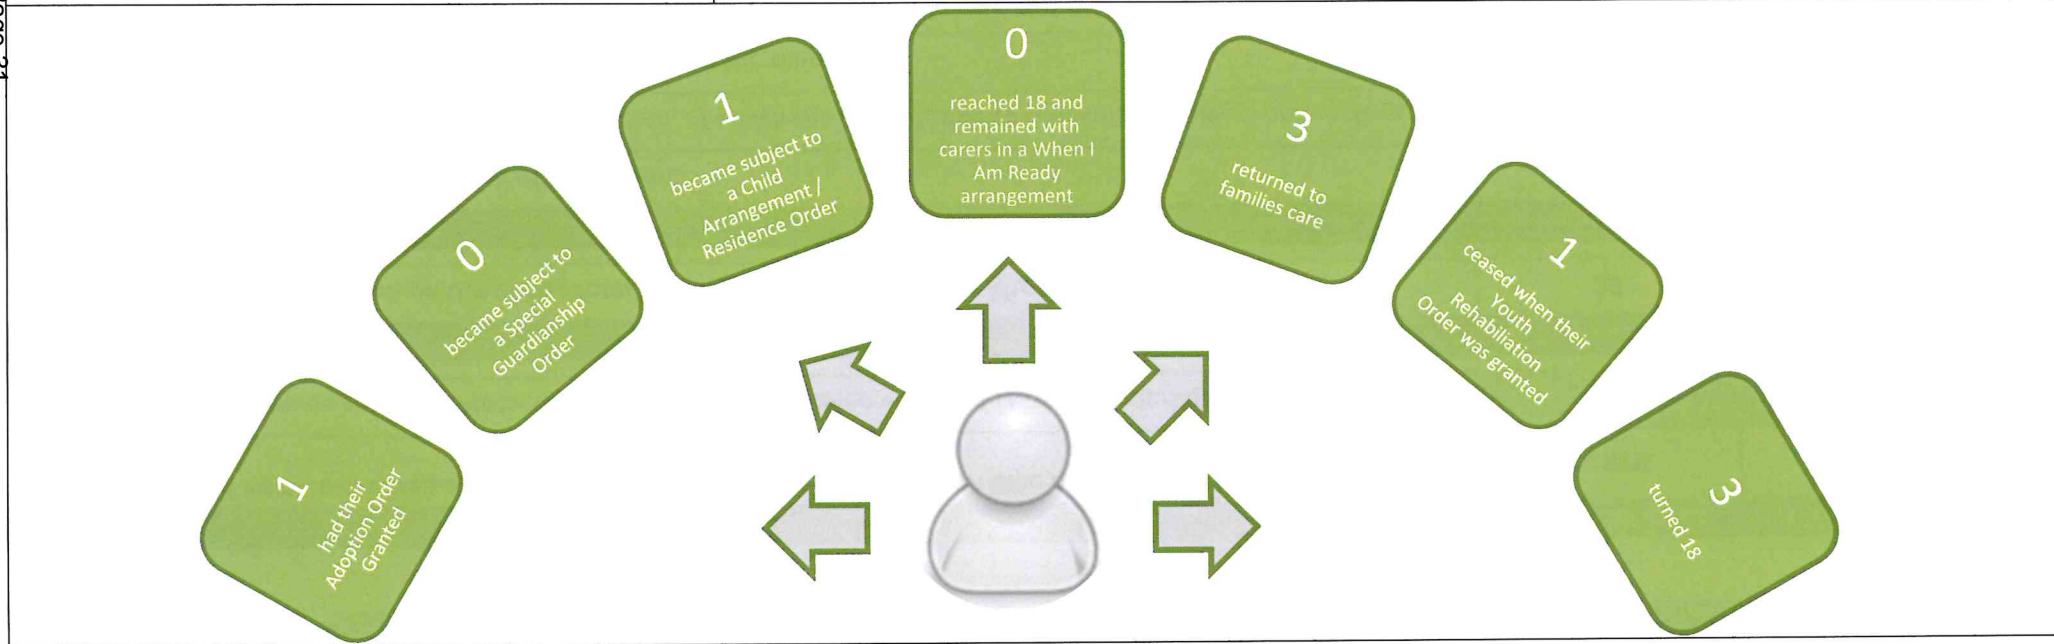 1
had their
Adoption Order
Granted
0
became subject to
a Special
Guardianship
Order
1
became subject to
a Child
Arrangement /
Residence Order
0
reached 18 and
remained with
carers in a When I
Am Ready
arrangement
3
returned to
families care
1
ceased when their
Youth
Rehabiliation
Order was granted
3
turned 18